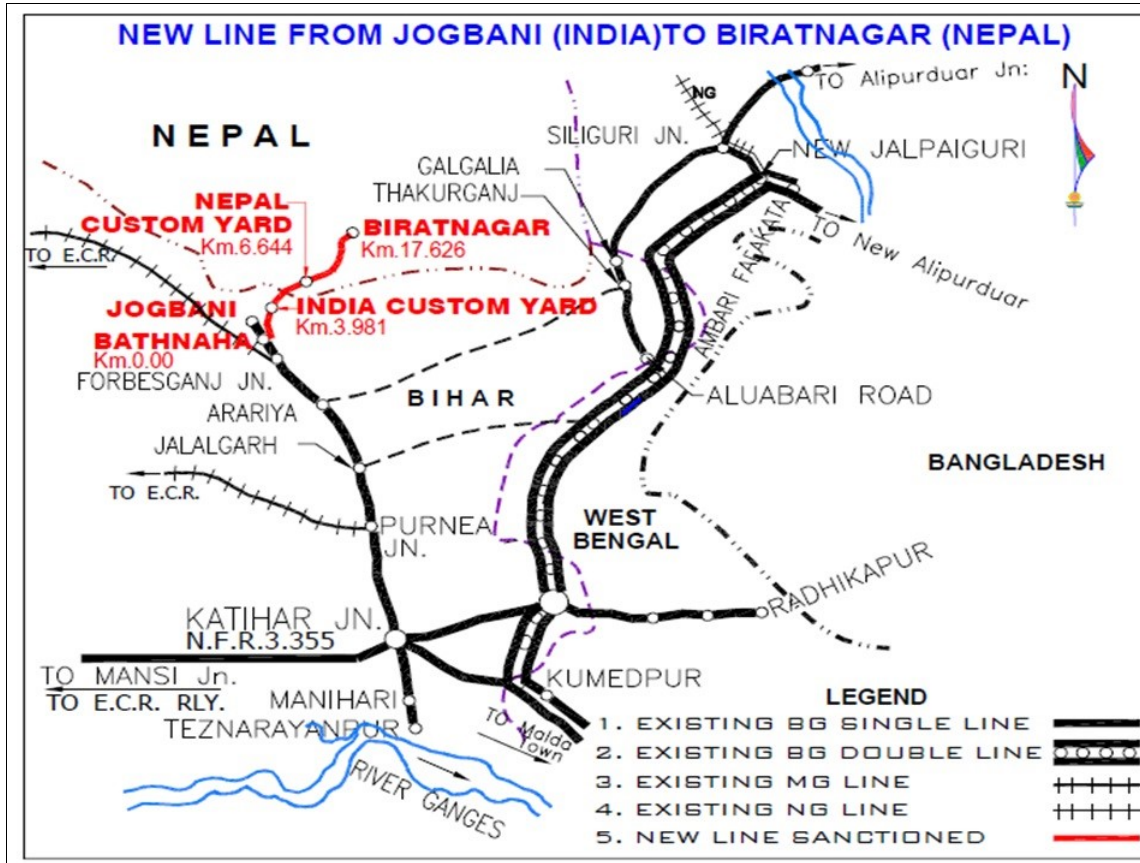 NEW LINE FROM JOGBANI (INDIA)TO BIRATNAGAR (NEPAL)
TO Alipurduar Jn:
N
NG
NEPAL
SILIGURI JN.
NEW JALPAIGURI
GALGALIA
THAKURGANJ
NEPAL
CUSTOM YARD
Km.6.644
BIRATNAGAR
Km.17.626
TO E.C.R.
TO New Alipurduar
AMBARI FALAKATA
JOGBANI
INDIA CUSTOM YARD
Km.3.981
BATHNAHA
Km.0.00
FORBESGANJ JN.
ARARIYA
BIHAR
ALUABARI ROAD
JALALGARH
BANGLADESH
TO E.C.R.
PURNEA
JN.
WEST
BENGAL
RADHIKAPUR
KATIHAR JN.
N.F.R.3.355
TO MANSI Jn.
TO E.C.R. RLY.
KUMEDPUR
MANIHARI
TEZNARAYANPUR
TO Malda
Town
RIVER GANGES
LEGEND
1. EXISTING BG SINGLE LINE
2. EXISTING BG DOUBLE LINE
3. EXISTING MG LINE
4. EXISTING NG LINE
5. NEW LINE SANCTIONED